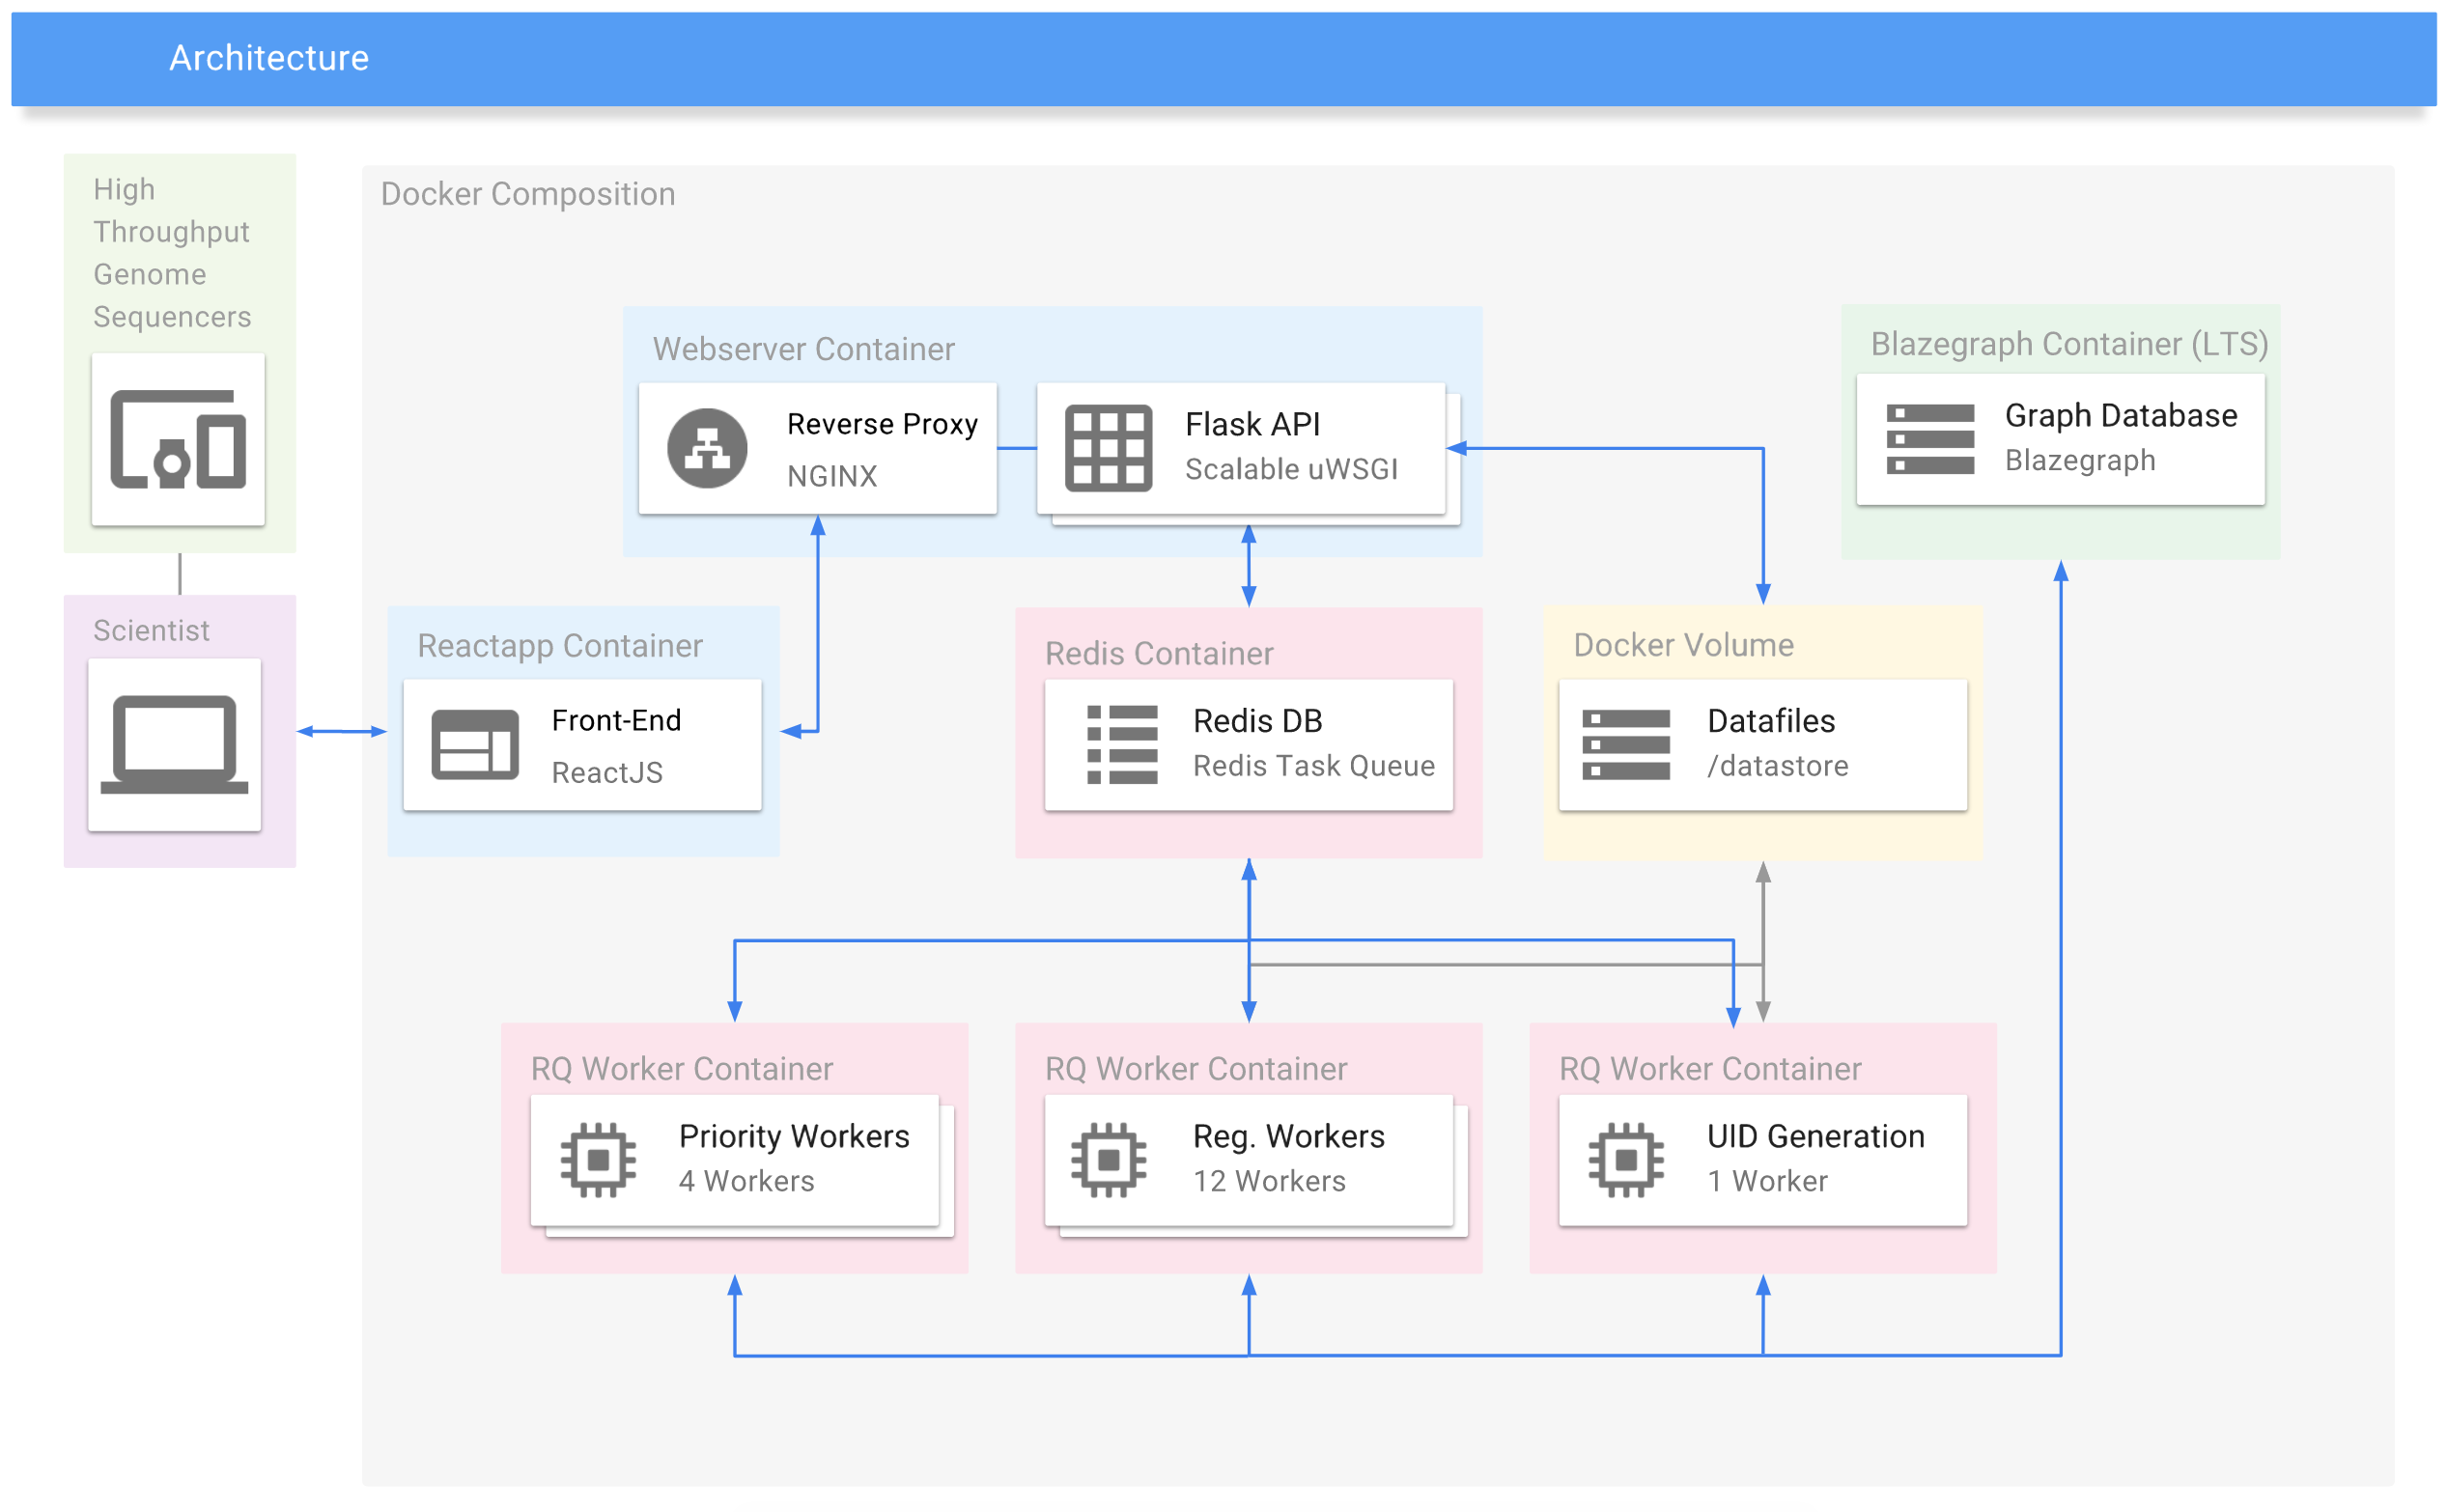 Architecture
High
Throughput
Genome
Sequencers
Docker Composition
Webserver Container
Reverse Proxy
NGINX
Flask API
Scalable uWSGI
Blazegraph Container (LTS)
Graph Database
Blazegraph
Scientist
Reactapp Container
Front-End
ReactJS
Redis Container
Redis DB
Redis Task Queue
Docker Volume
Datafiles
/datastore
RQ Worker Container
Priority Workers
4 Workers
RQ Worker Container
Reg. Workers
12 Workers
RQ Worker Container
UID Generation
1 Worker